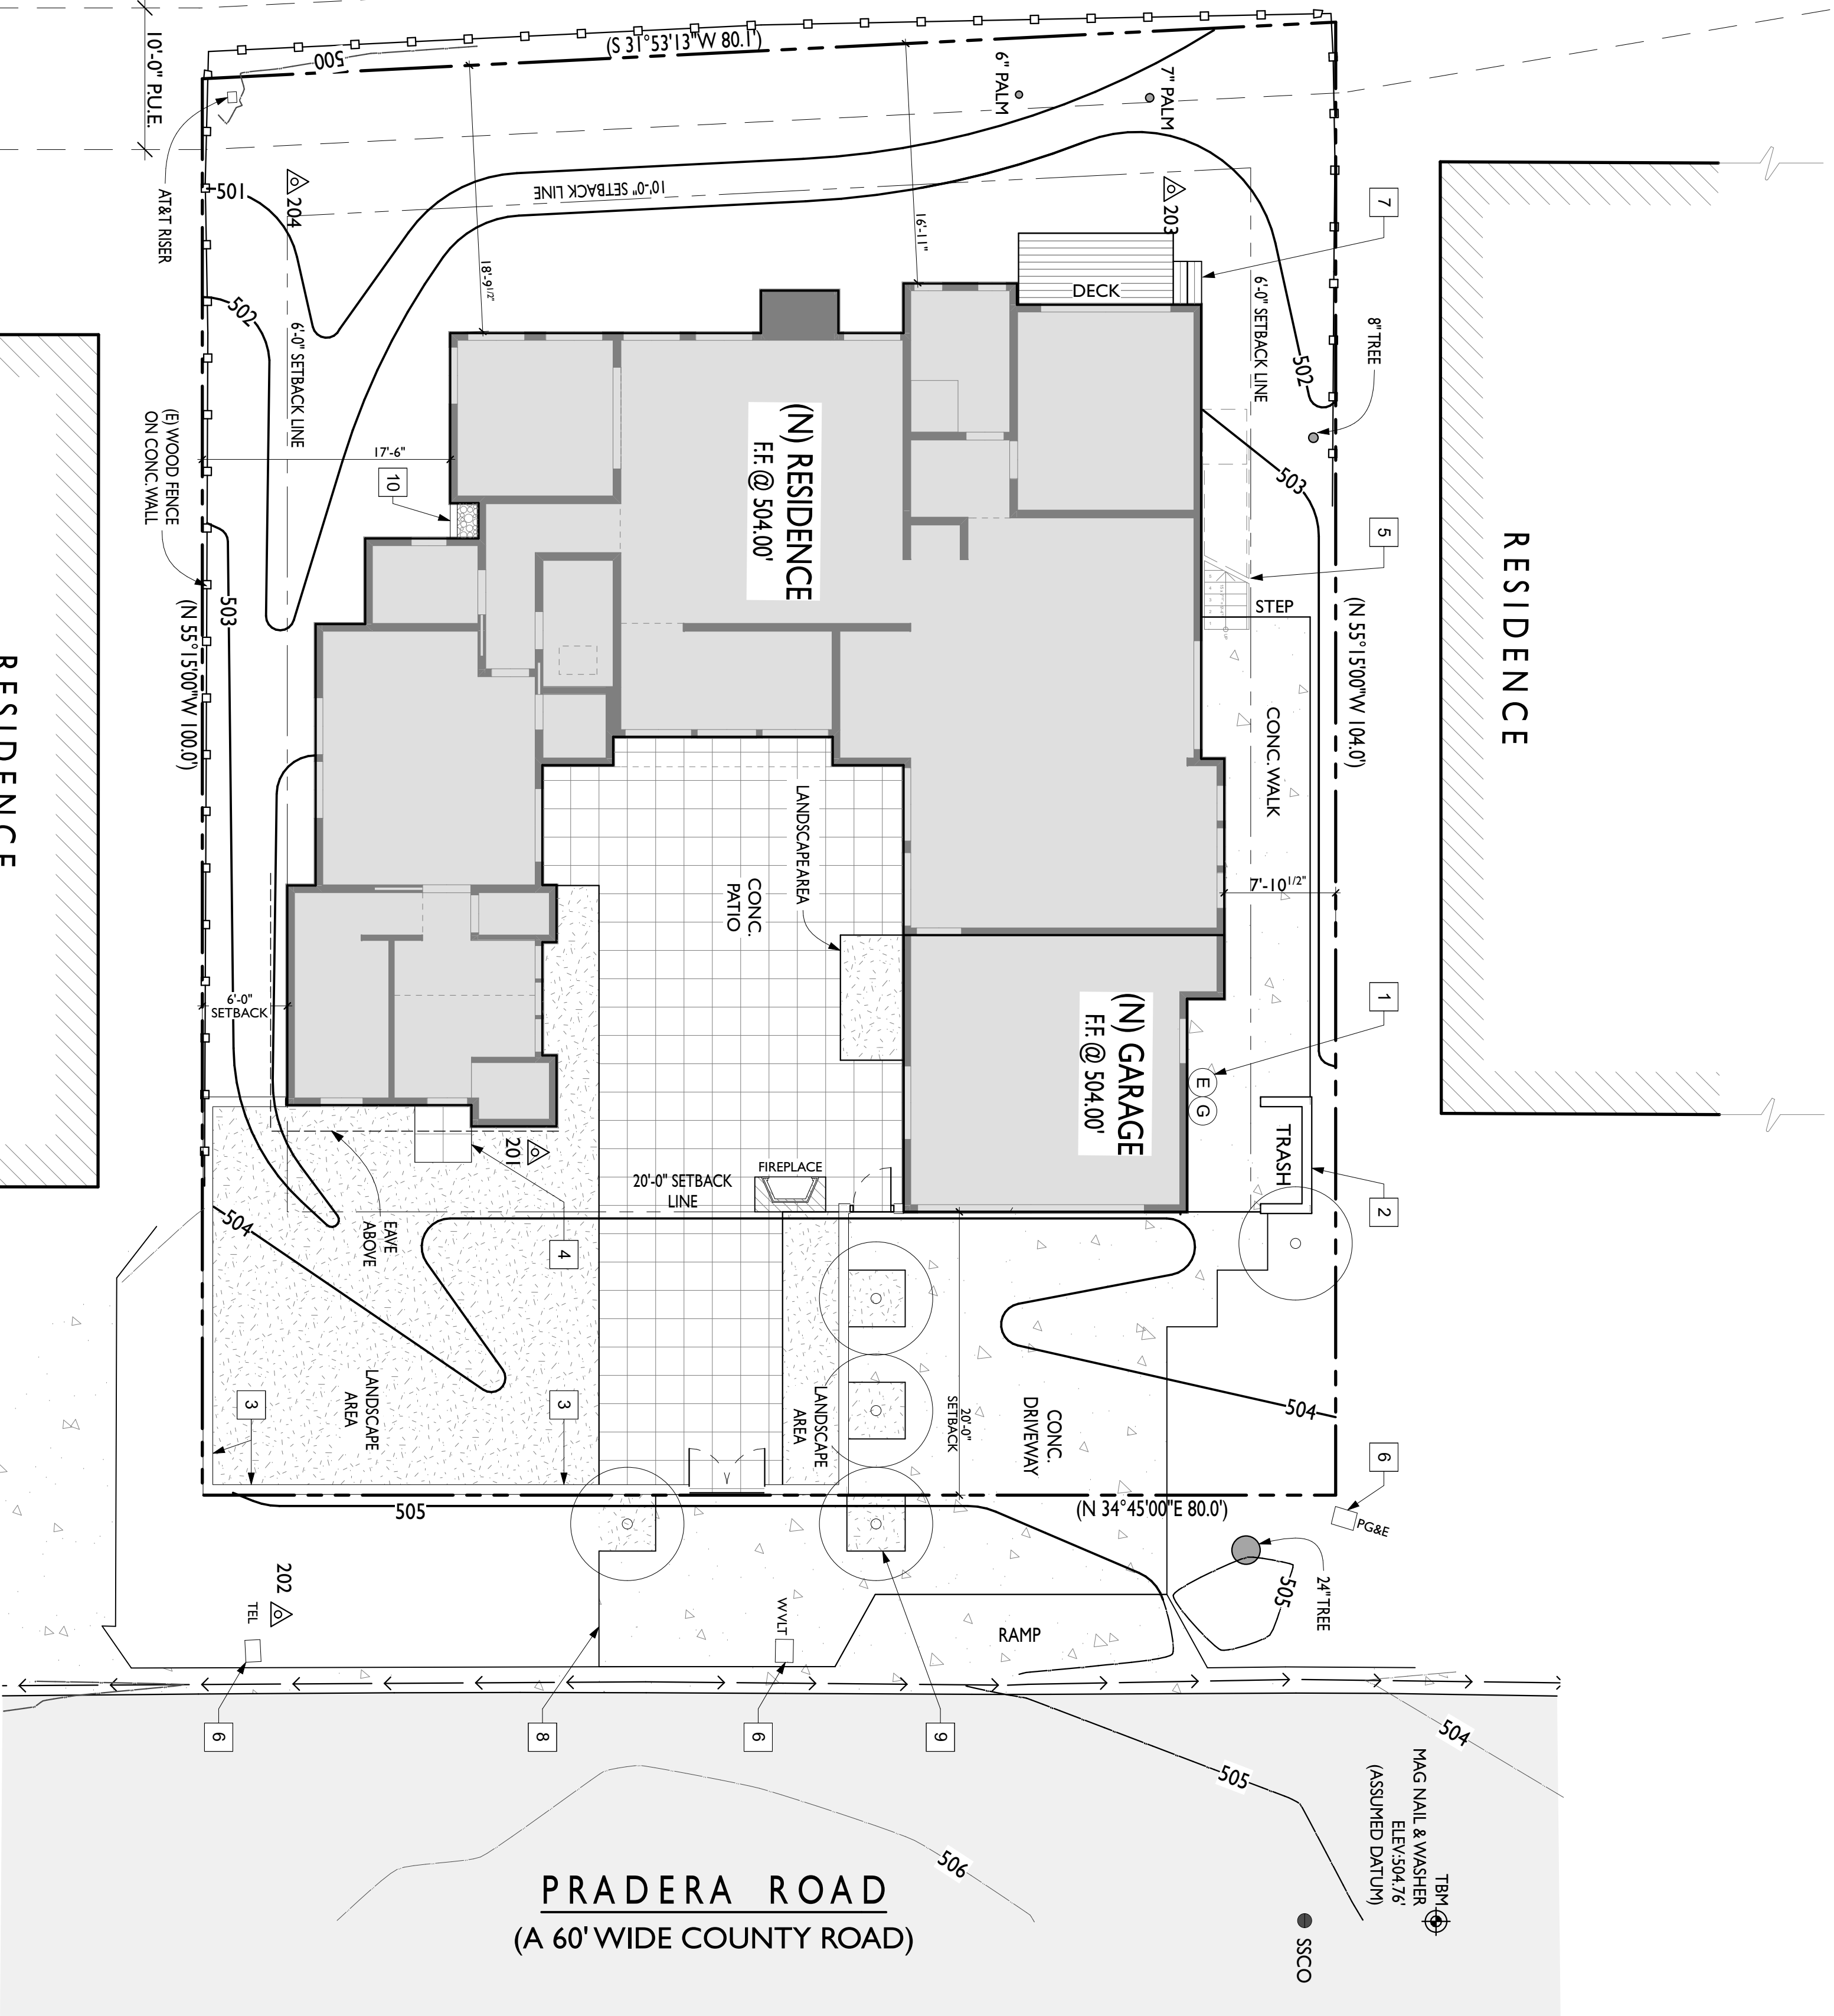 10'-0" P.U.E.
500
(S 31°53'13"W 80.1')
6" PALM
7" PALM
AT&T RISER
501
204
10'-0" SETBACK LINE
16'-11"
203
7
18'-9 1/2"
DECK
6'-0" SETBACK LINE
502
6'-0" SETBACK LINE
8" TREE
502
(E) WOOD FENCE
ON CONC. WALL
17'-6"
10
(N) RESIDENCE
F.F. @ 504.00'
503
5
RESIDENCE
503
(N 55°15'00"W 100.0')
UP
STEP
(N 55°15'00"W 104.0')
RESIDENCE
CONC. WALK
LANDSCAPE AREA
CONC.
PATIO
7'-10 1/2"
6'-0"
SETBACK
(N) GARAGE
F.F. @ 504.00'
1
E
G
TRASH
201
FIREPLACE
20'-0" SETBACK
LINE
2
504
EAVE
ABOVE
4
LANDSCAPE
AREA
3
3
LANDSCAPE
AREA
20'-0"
SETBACK
CONC.
DRIVEWAY
504
6
505
(N 34°45'00"E 80.0')
PG&E
202
TEL
WVLT
505
24" TREE
RAMP
6
8
6
9
504
505
TBM
MAG NAIL & WASHER
ELEV:504.76'
(ASSUMED DATUM)
506
PRADERA ROAD
(A 60' WIDE COUNTY ROAD)
SSCO